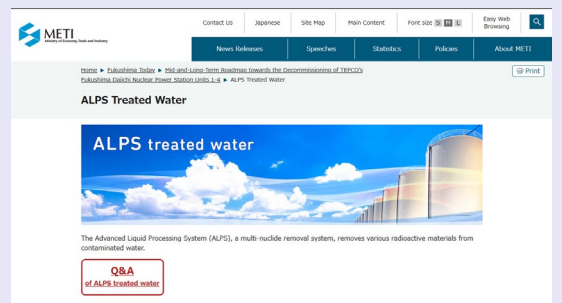 Contact Us
Japanese
Site Map
Main Content
Font size S M L
Easy Web Browsing
METI
Ministry of Economy, Trade and Industry
News Releases
Speeches
Statistics
Policies
About METI
Home ▶ Fukushima Today ▶ Mid-and-Long-Term Roadmap towards the Decommissioning of TEPCO's
Fukushima Daiichi Nuclear Power Station Units 1-4 ▶ ALPS Treated Water
Print
ALPS Treated Water
ALPS treated water
The Advanced Liquid Processing System (ALPS), a multi-nuclide removal system, removes various radioactive materials from
contaminated water.
Q&A
of ALPS treated water